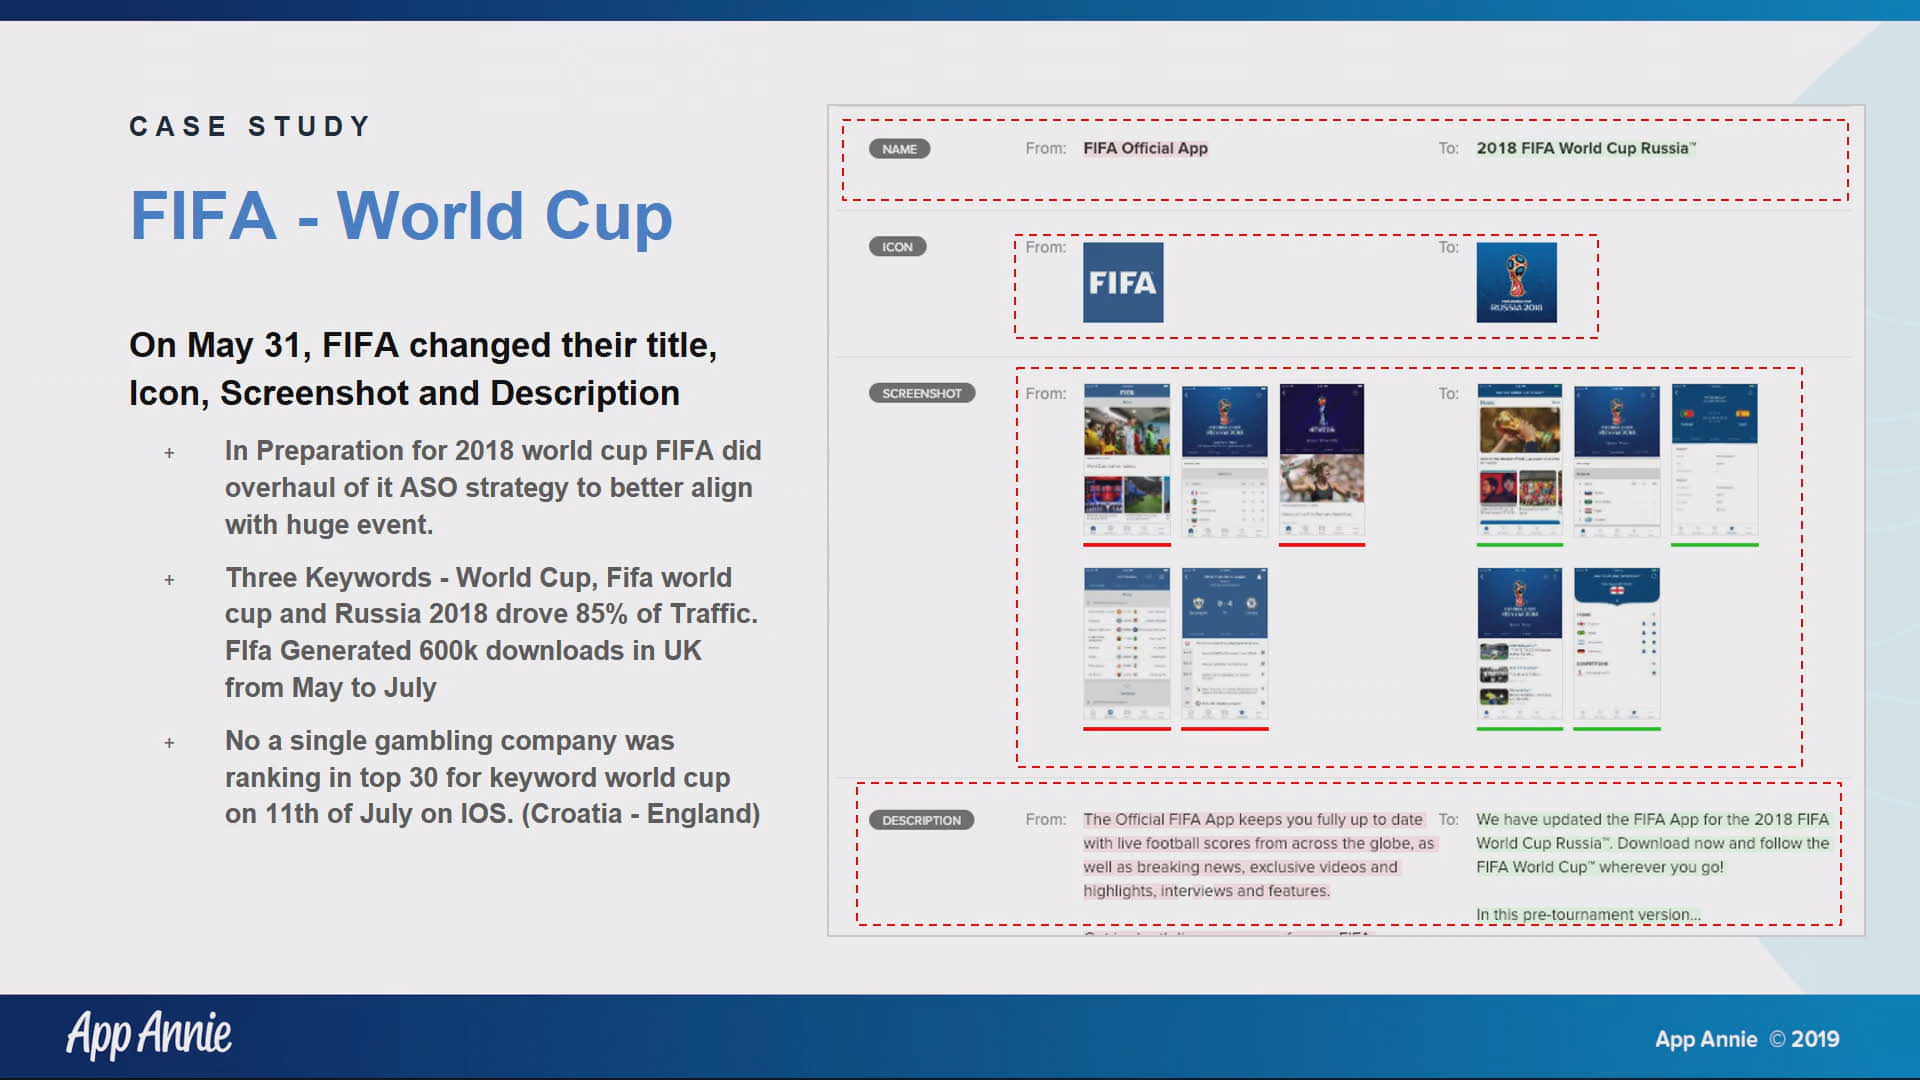 CASE STUDY
FIFA - World Cup
On May 31, FIFA changed their title,
Icon, Screenshot and Description
+ In Preparation for 2018 world cup FIFA did
overhaul of it ASO strategy to better align
with huge event.
+ Three Keywords - World Cup, Fifa world
cup and Russia 2018 drove 85% of Traffic.
FIfa Generated 600k downloads in UK
from May to July
+ No a single gambling company was
ranking in top 30 for keyword world cup
on 11th of July on IOS. (Croatia - England)
NAME From: FIFA Official App To: 2018 FIFA World Cup Russia™
ICON From: To:
FIFA
RUSSIA 2018
SCREENSHOT From: To:
DESCRIPTION From: To:
The Official FIFA App keeps you fully up to date
with live football scores from across the globe, as
well as breaking news, exclusive videos and
highlights, interviews and features.
We have updated the FIFA App for the 2018 FIFA
World Cup Russia™. Download now and follow the
FIFA World Cup™ wherever you go!
In this pre-tournament version...
App Annie
App Annie © 2019